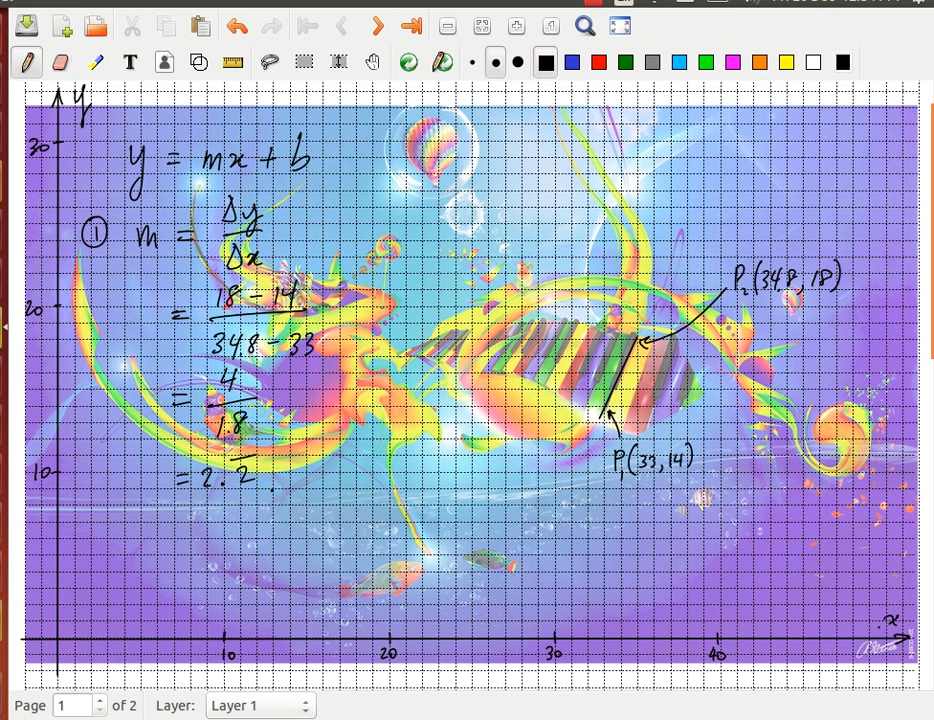 y
30
y = mx + b
① m = Δy
Δx
= 18 - 14
34.8 - 33
20
P₂(34.8, 18)
= 4
1.8
10
P₁(33, 14)
= 2.2̅
x
10 20 30 40
Page 1 of 2 Layer: Layer 1